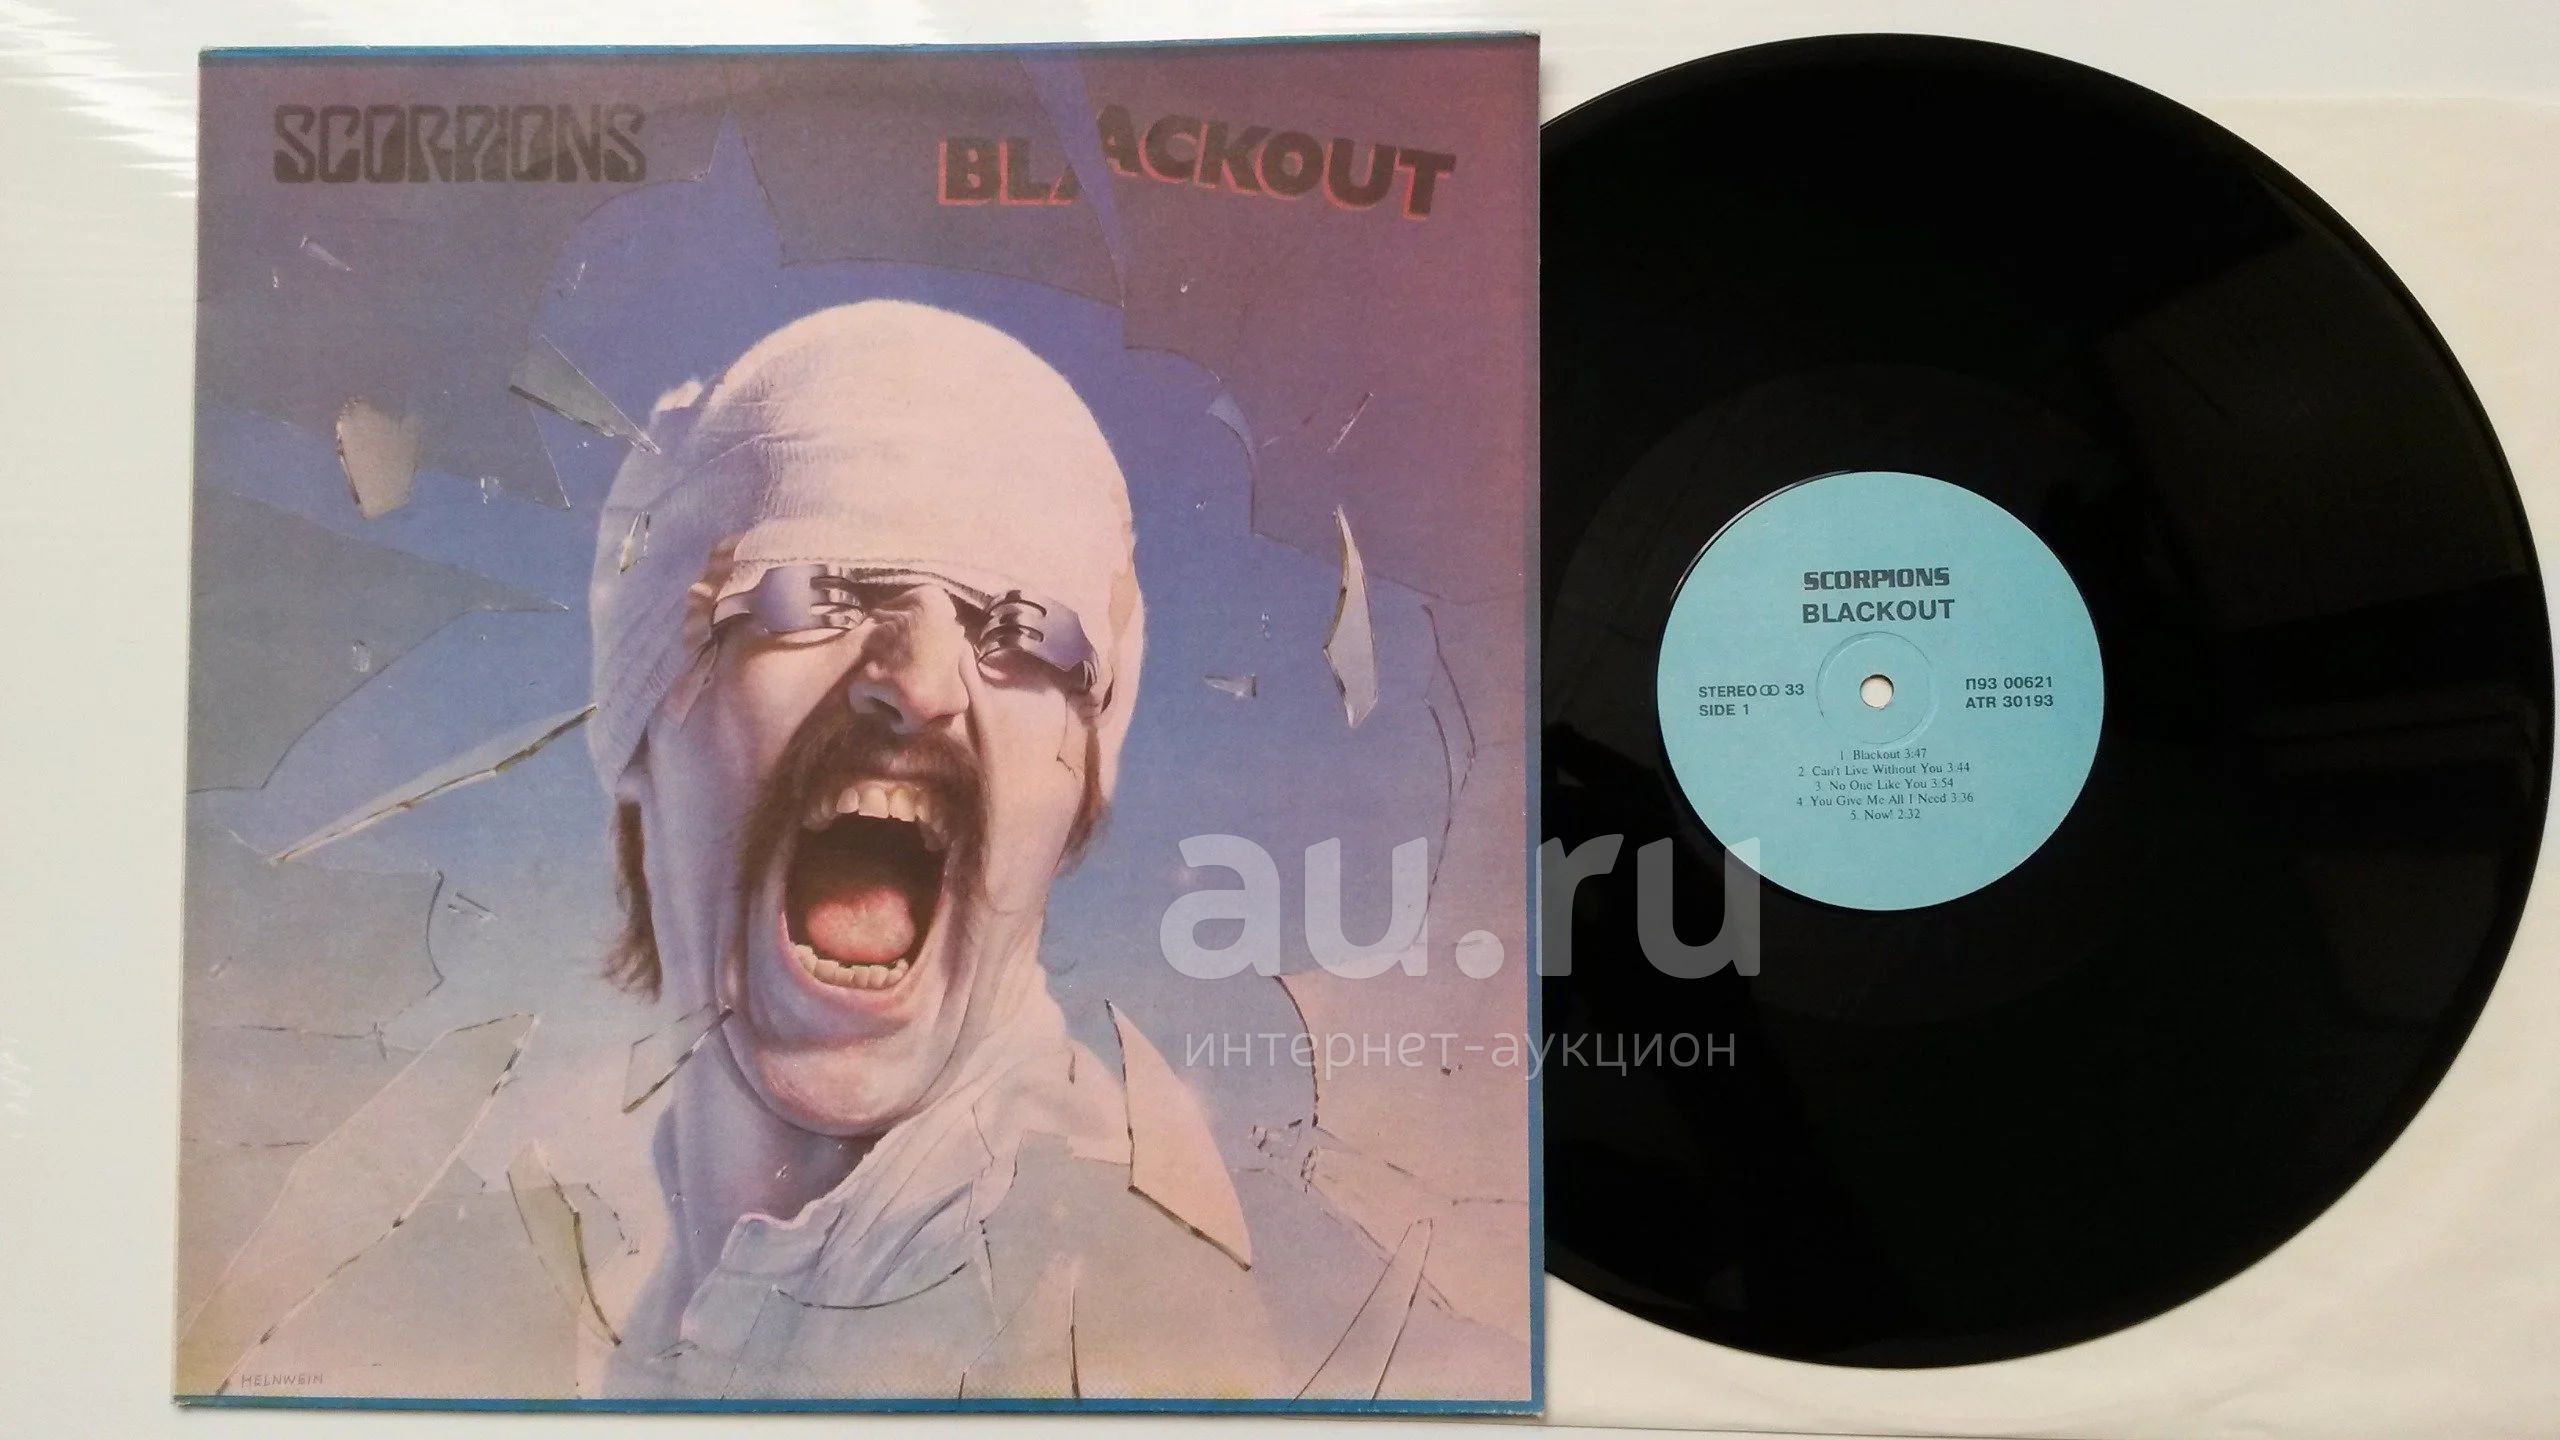 SCORPIONS
BLACKOUT
HELNWEIN
SCORPIONS
BLACKOUT
STEREO 33
SIDE 1
П93 00621
ATR 30193
1 Blackout 3:47
2 Can't Live Without You 3:44
3. No One Like You 3:54
4. You Give Me All I Need 3:36
5. Now! 2:32
au.ru
интернет-аукцион